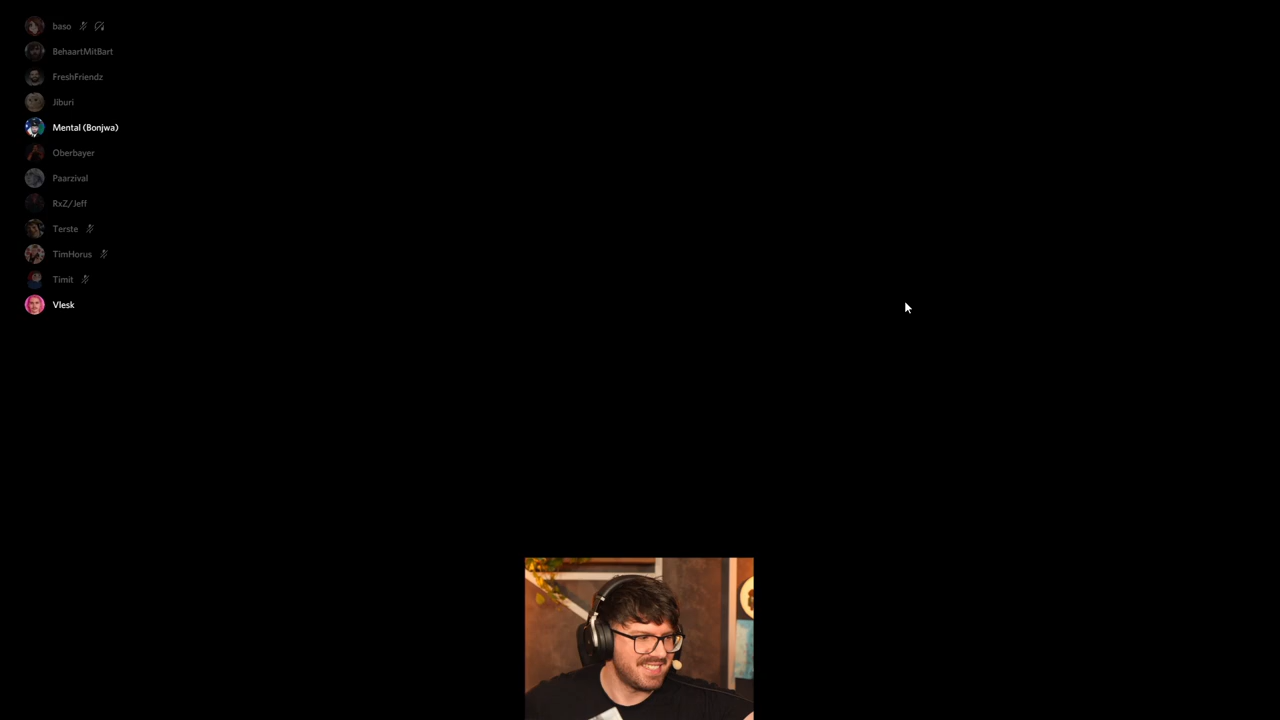 baso
BehaartMitBart
FreshFriendz
Jiburi
Mental (Bonjwa)
Oberbayer
Paarzival
RxZ/Jeff
Terste
TimHorus
Timit
Vlesk